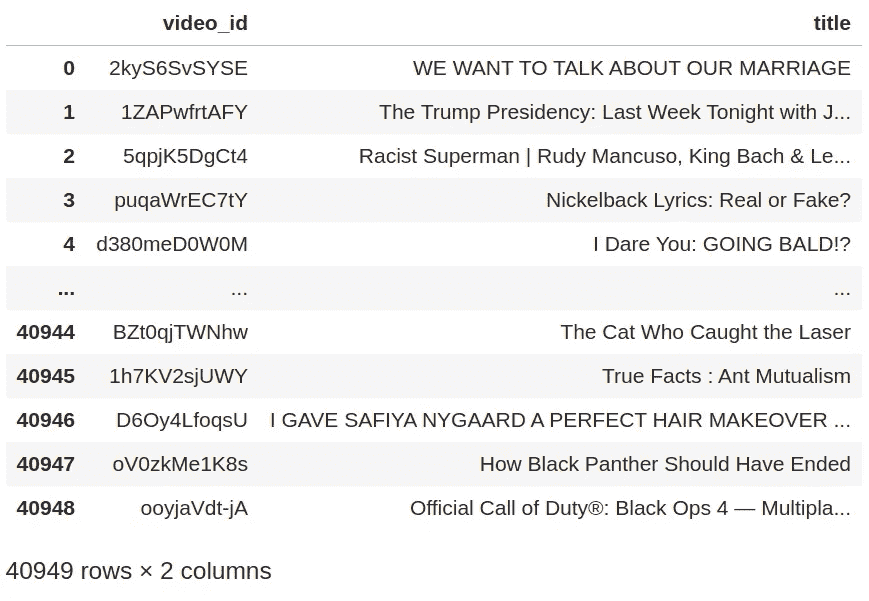 video_id title
0 2kyS6SvSYSE WE WANT TO TALK ABOUT OUR MARRIAGE
1 1ZAPwfrtAFY The Trump Presidency: Last Week Tonight with J...
2 5qpjK5DgCt4 Racist Superman | Rudy Mancuso, King Bach & Le...
3 puqaWrEC7tY Nickelback Lyrics: Real or Fake?
4 d380meD0W0M I Dare You: GOING BALD!?
... ... ...
40944 BZt0qjTWNhw The Cat Who Caught the Laser
40945 1h7KV2sjUWY True Facts : Ant Mutualism
40946 D6Oy4LfoqsU I GAVE SAFIYA NYGAARD A PERFECT HAIR MAKEOVER ...
40947 oV0zkMe1K8s How Black Panther Should Have Ended
40948 ooyjaVdt-jA Official Call of Duty®: Black Ops 4 — Multipla...
40949 rows × 2 columns